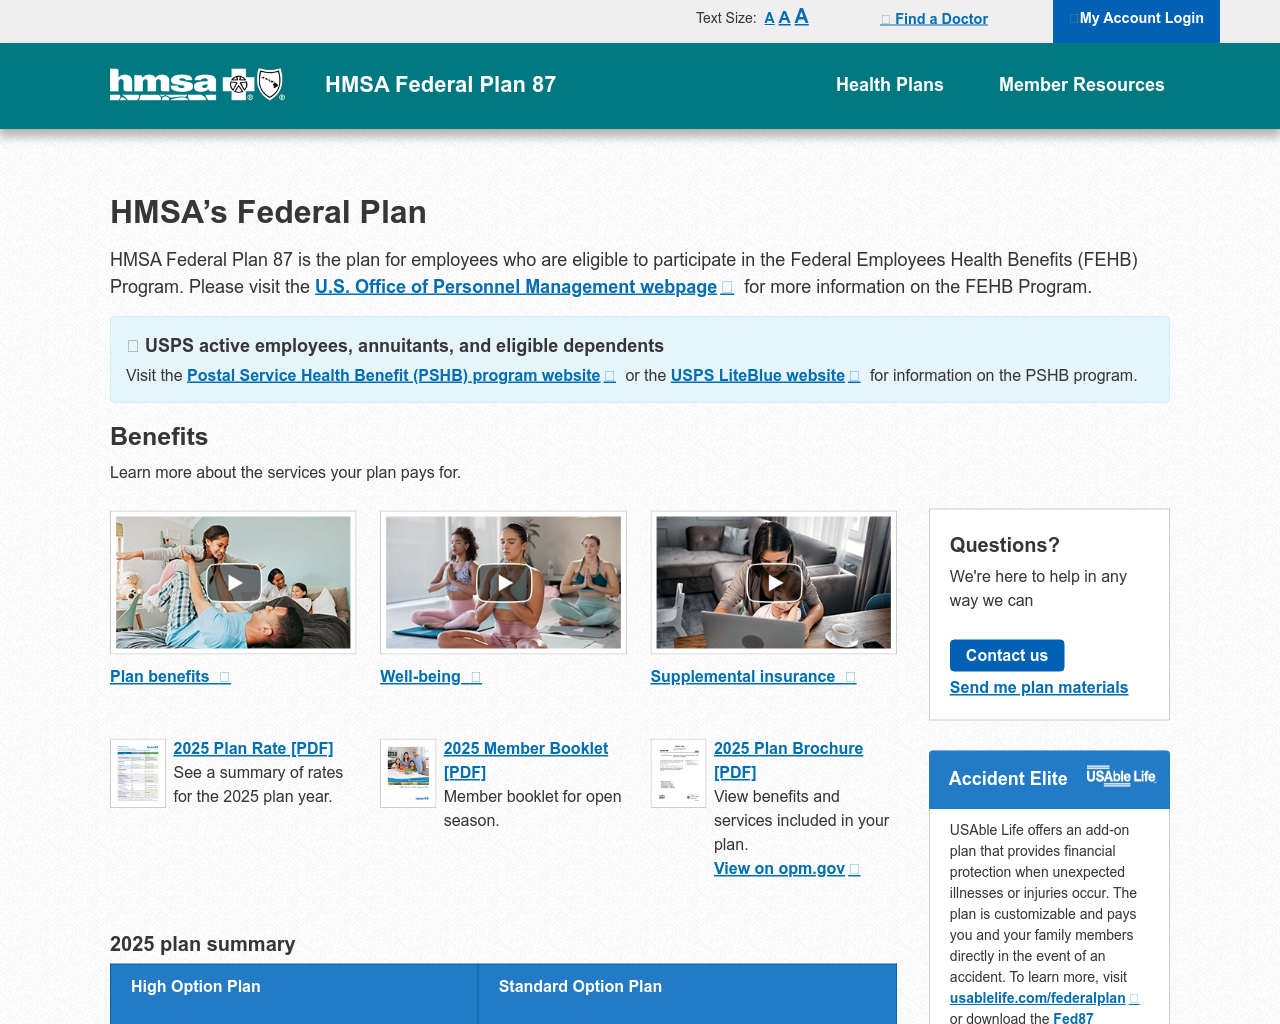 Text Size: A A A
Find a Doctor
My Account Login
hmsa
HMSA Federal Plan 87
Health Plans
Member Resources
HMSA’s Federal Plan
HMSA Federal Plan 87 is the plan for employees who are eligible to participate in the Federal Employees Health Benefits (FEHB)
Program. Please visit the U.S. Office of Personnel Management webpage for more information on the FEHB Program.
USPS active employees, annuitants, and eligible dependents
Visit the Postal Service Health Benefit (PSHB) program website or the USPS LiteBlue website for information on the PSHB program.
Benefits
Learn more about the services your plan pays for.
Plan benefits
Well-being
Supplemental insurance
2025 Plan Rate [PDF]
See a summary of rates
for the 2025 plan year.
2025 Member Booklet
[PDF]
Member booklet for open
season.
2025 Plan Brochure
[PDF]
View benefits and
services included in your
plan.
View on opm.gov
2025 plan summary
High Option Plan
Standard Option Plan
Questions?
We're here to help in any
way we can
Contact us
Send me plan materials
Accident Elite
USAble Life
USAble Life offers an add-on
plan that provides financial
protection when unexpected
illnesses or injuries occur. The
plan is customizable and pays
you and your family members
directly in the event of an
accident. To learn more, visit
usablelife.com/federalplan
or download the Fed87